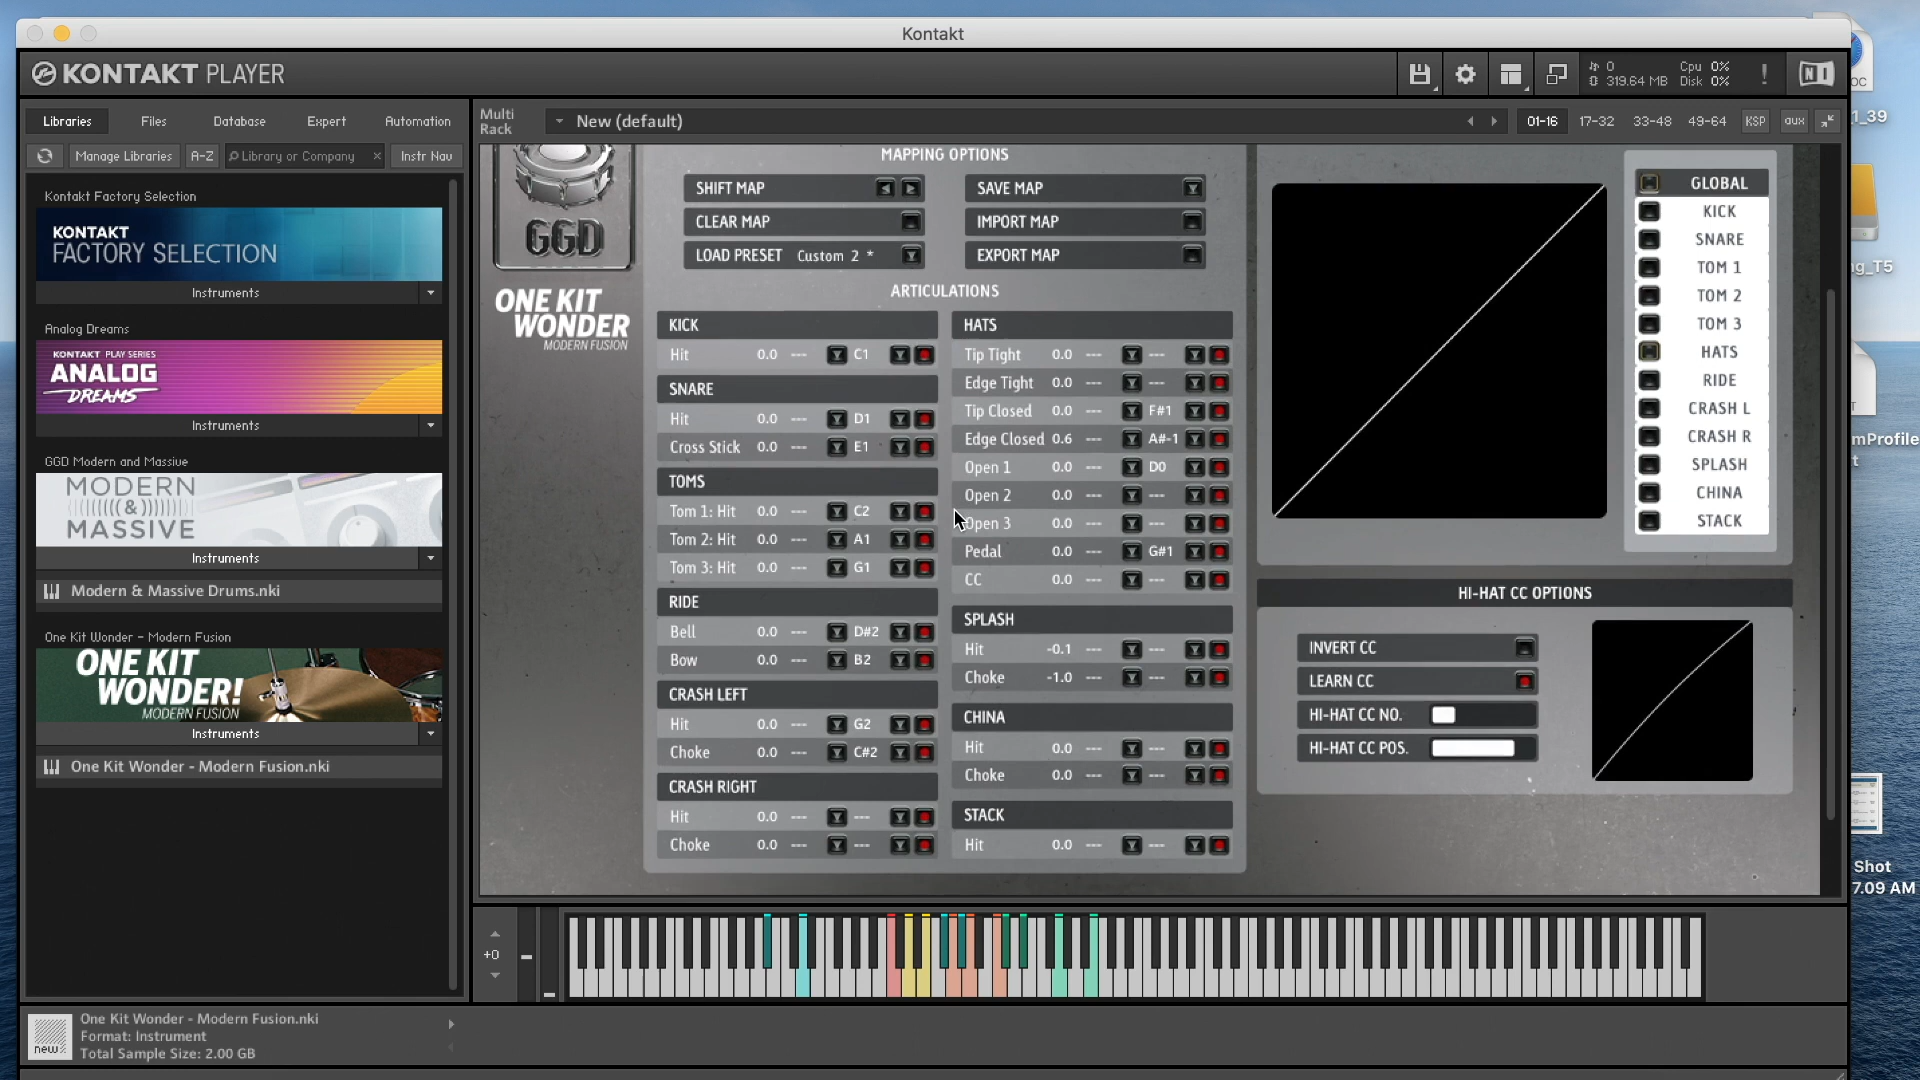 Kontakt
KONTAKT PLAYER
0
319.64 MB
Cpu 0%
Disk 0%
!
NI
Libraries
Files
Database
Expert
Automation
Manage Libraries
A-Z
Library or Company
×
Instr Nav
Multi
Rack
New (default)
01-16
17-32
33-48
49-64
KSP
aux
Kontakt Factory Selection
KONTAKT
FACTORY SELECTION
Instruments
Analog Dreams
KONTAKT PLAY SERIES
ANALOG
DREAMS
Instruments
GGD Modern and Massive
MODERN
&
MASSIVE
Instruments
Modern & Massive Drums.nki
One Kit Wonder - Modern Fusion
ONE KIT
WONDER!
MODERN FUSION
Instruments
One Kit Wonder - Modern Fusion.nki
GGD
ONE KIT
WONDER
MODERN FUSION
MAPPING OPTIONS
SHIFT MAP
SAVE MAP
CLEAR MAP
IMPORT MAP
LOAD PRESET Custom 2 *
EXPORT MAP
ARTICULATIONS
KICK
Hit 0.0 --- C1
SNARE
Hit 0.0 --- D1
Cross Stick 0.0 --- E1
TOMS
Tom 1: Hit 0.0 --- C2
Tom 2: Hit 0.0 --- A1
Tom 3: Hit 0.0 --- G1
RIDE
Bell 0.0 --- D#2
Bow 0.0 --- B2
CRASH LEFT
Hit 0.0 --- G2
Choke 0.0 --- C#2
CRASH RIGHT
Hit 0.0 --- ---
Choke 0.0 --- ---
HATS
Tip Tight 0.0 --- ---
Edge Tight 0.0 --- ---
Tip Closed 0.0 --- F#1
Edge Closed 0.6 --- A#-1
Open 1 0.0 --- D0
Open 2 0.0 --- ---
Open 3 0.0 --- ---
Pedal 0.0 --- G#1
CC 0.0 --- ---
SPLASH
Hit -0.1 --- ---
Choke -1.0 --- ---
CHINA
Hit 0.0 --- ---
Choke 0.0 --- ---
STACK
Hit 0.0 --- ---
GLOBAL
KICK
SNARE
TOM 1
TOM 2
TOM 3
HATS
RIDE
CRASH L
CRASH R
SPLASH
CHINA
STACK
HI-HAT CC OPTIONS
INVERT CC
LEARN CC
HI-HAT CC NO.
HI-HAT CC POS.
+0
new
One Kit Wonder - Modern Fusion.nki
Format: Instrument
Total Sample Size: 2.00 GB
OC
1_39
ng_T5
T
mProfile
t
Shot
7.09 AM